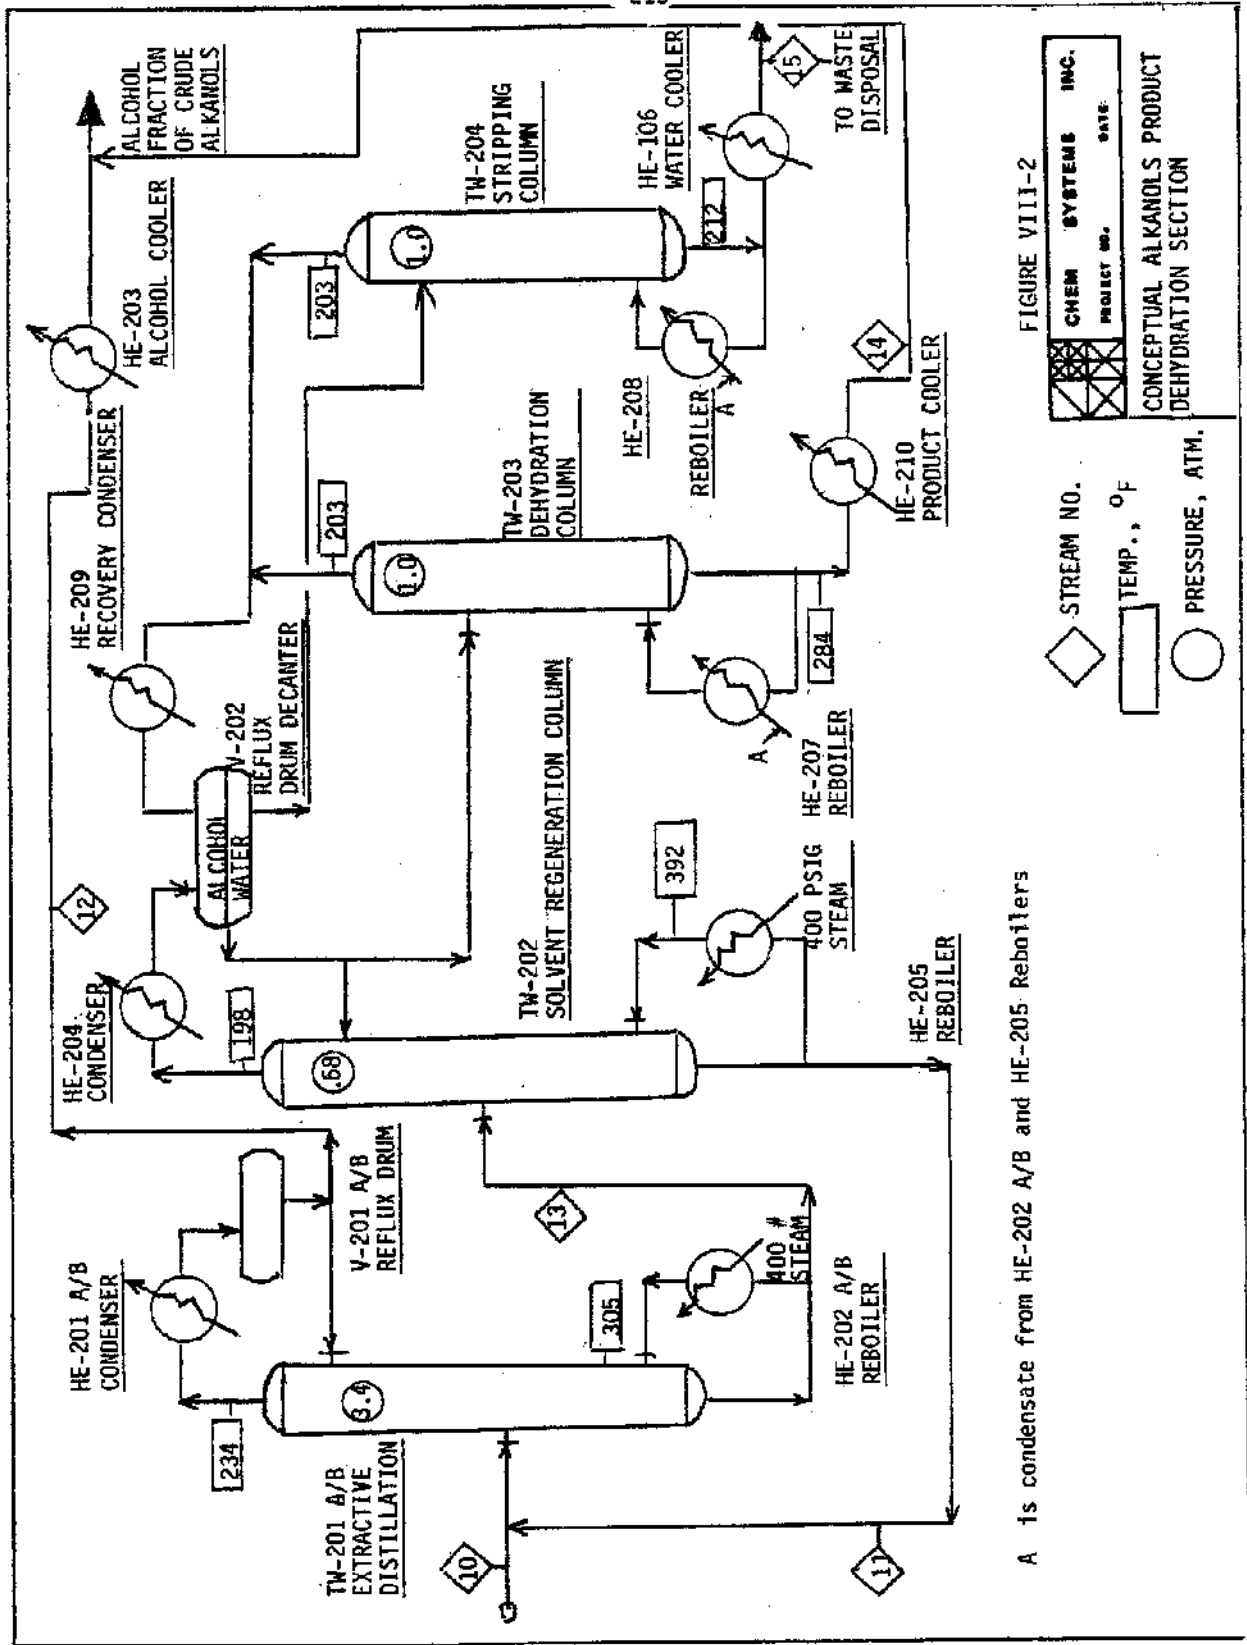 HE-201 A/B
CONDENSER
234
TW-201 A/B
EXTRACTIVE
DISTILLATION
3.4
V-201 A/B
REFLUX DRUM
305
400 #
STEAM
HE-202 A/B
REBOILER
10
11
12
13
HE-204
CONDENSER
198
.68
TW-202
SOLVENT REGENERATION COLUMN
392
400 PSIG
STEAM
HE-205
REBOILER
ALCOHOL
WATER
V-202
REFLUX
DRUM DECANTER
HE-209
RECOVERY CONDENSER
HE-203
ALCOHOL COOLER
ALCOHOL
FRACTION
OF CRUDE
ALKANOLS
203
1.0
TW-203
DEHYDRATION
COLUMN
A
HE-207
REBOILER
284
HE-210
PRODUCT COOLER
14
203
1.0
TW-204
STRIPPING
COLUMN
HE-208
REBOILER
A
212
HE-106
WATER COOLER
15
TO WASTE
DISPOSAL
A is condensate from HE-202 A/B and HE-205 Reboilers
STREAM NO.
TEMP., °F
PRESSURE, ATM.
FIGURE VIII-2
CHEM SYSTEMS INC.
PROJECT NO. DATE:
CONCEPTUAL ALKANOLS PRODUCT
DEHYDRATION SECTION